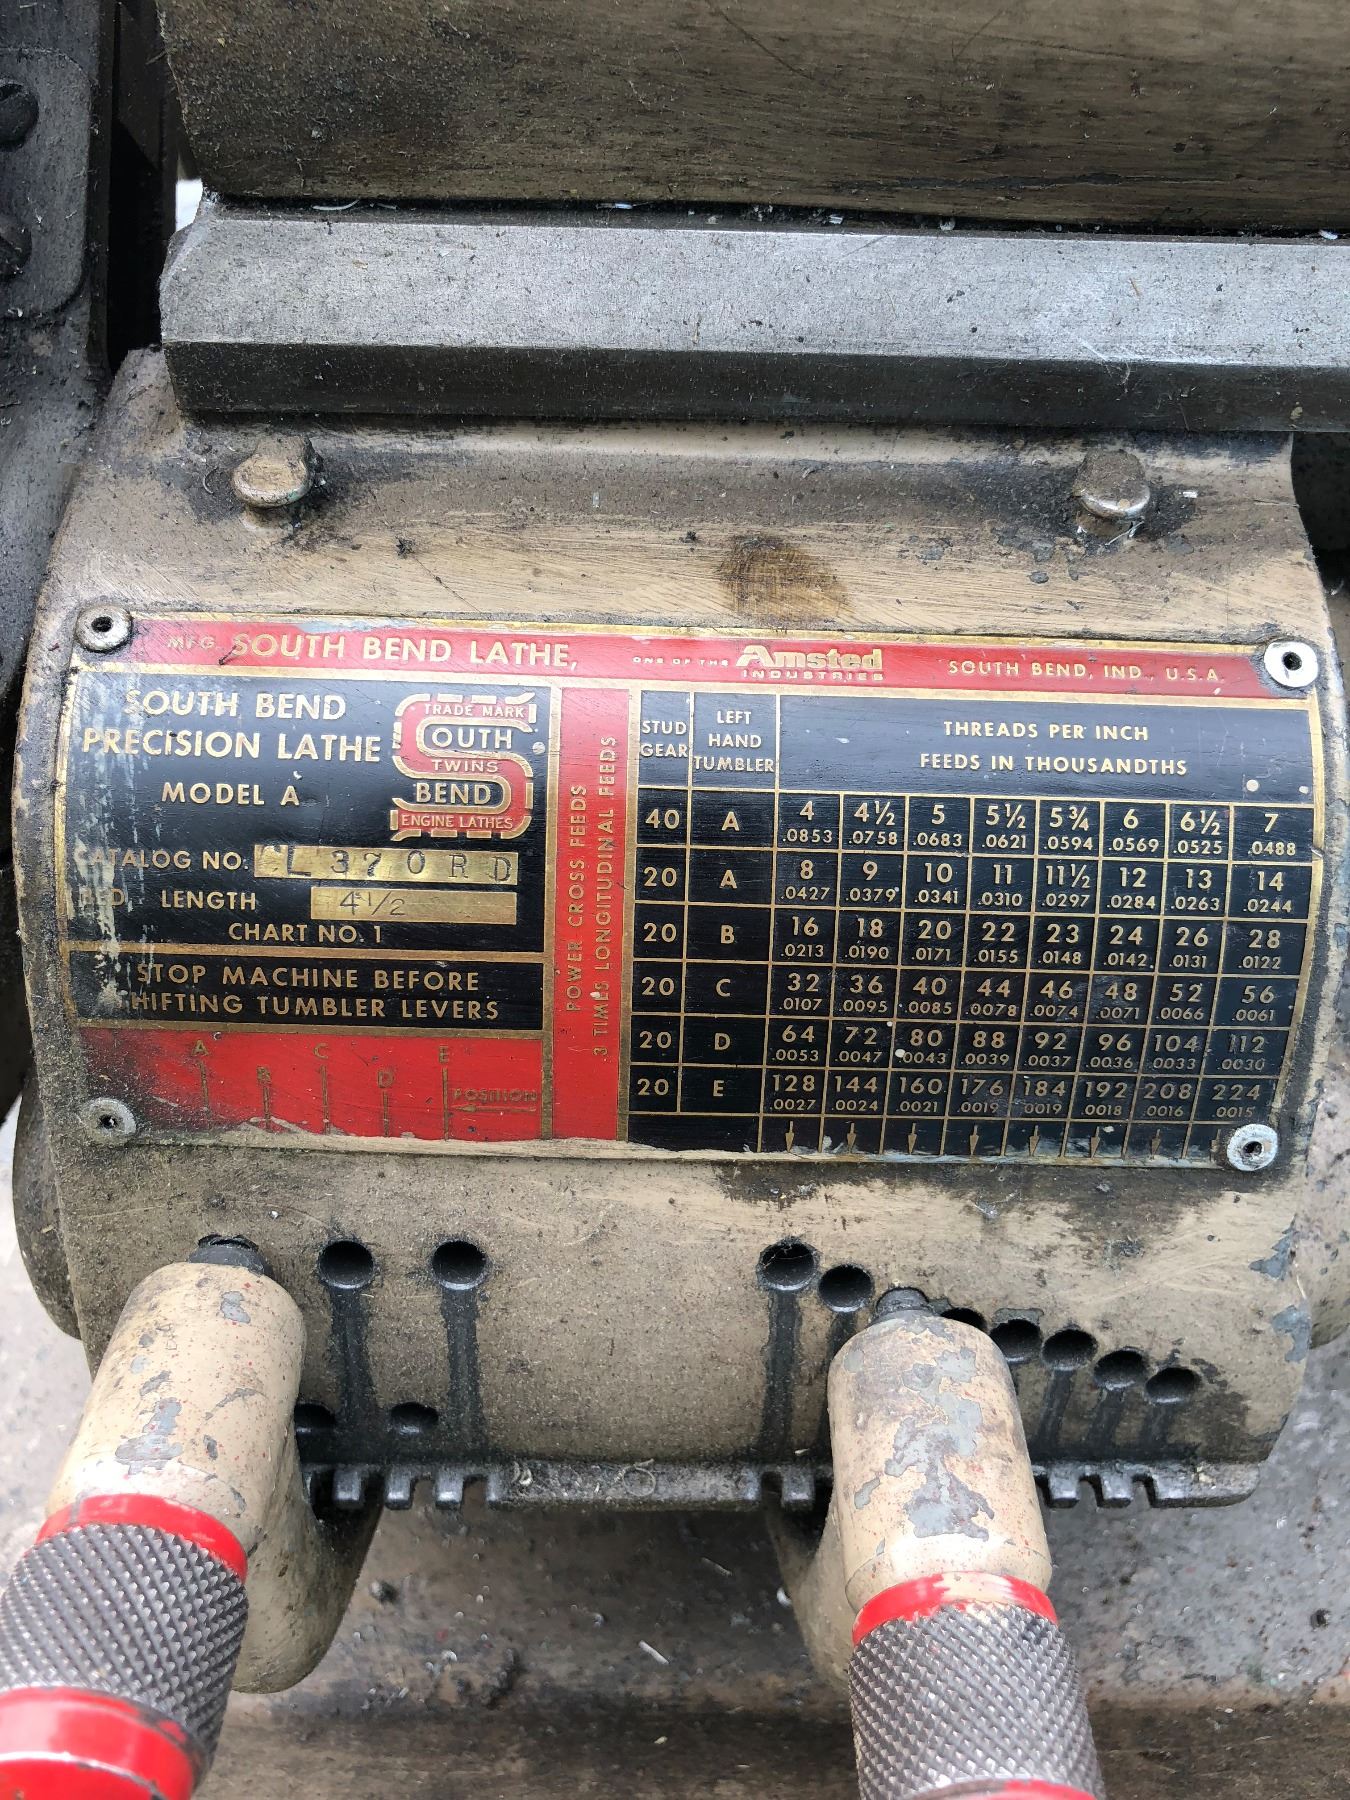 MFG. SOUTH BEND LATHE, ONE OF THE Amsted INDUSTRIES SOUTH BEND, IND., U.S.A.
SOUTH BEND
PRECISION LATHE
MODEL A
TRADE MARK
SOUTH
TWINS
BEND
ENGINE LATHES
CATALOG NO. CL 370RD
BED LENGTH 4 1/2
CHART NO. 1
STOP MACHINE BEFORE
SHIFTING TUMBLER LEVERS
A B C D E POSITION
POWER CROSS FEEDS
.3 TIMES LONGITUDINAL FEEDS
STUD GEAR
LEFT HAND TUMBLER
THREADS PER INCH
FEEDS IN THOUSANDTHS
40 A 4 4½ 5 5½ 5¾ 6 6½ 7
.0853 .0758 .0683 .0621 .0594 .0569 .0525 .0488
20 A 8 9 10 11 11½ 12 13 14
.0427 .0379 .0341 .0310 .0297 .0284 .0263 .0244
20 B 16 18 20 22 23 24 26 28
.0213 .0190 .0171 .0155 .0148 .0142 .0131 .0122
20 C 32 36 40 44 46 48 52 56
.0107 .0095 .0085 .0078 .0074 .0071 .0066 .0061
20 D 64 72 80 88 92 96 104 112
.0053 .0047 .0043 .0039 .0037 .0036 .0033 .0030
20 E 128 144 160 176 184 192 208 224
.0027 .0024 .0021 .0019 .0019 .0018 .0016 .0015